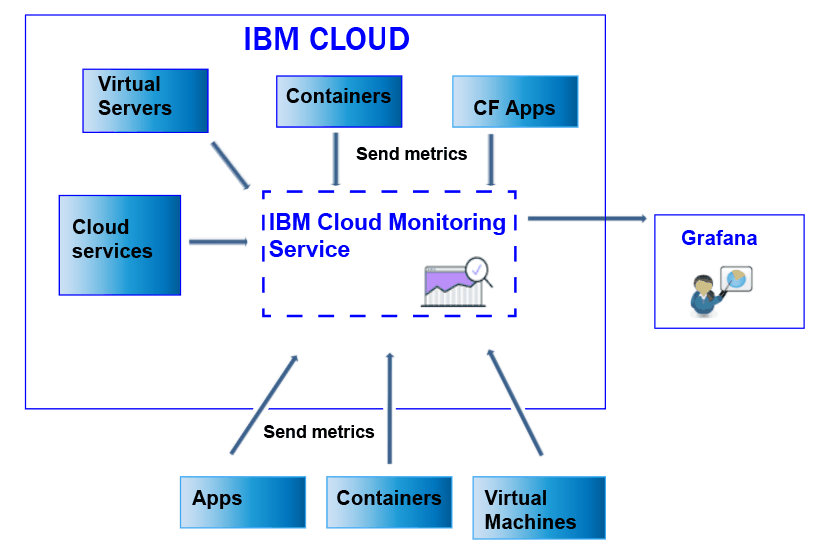 IBM CLOUD
Virtual
Servers
Containers
CF Apps
Send metrics
Cloud
services
IBM Cloud Monitoring
Service
Grafana
Send metrics
Apps
Containers
Virtual
Machines